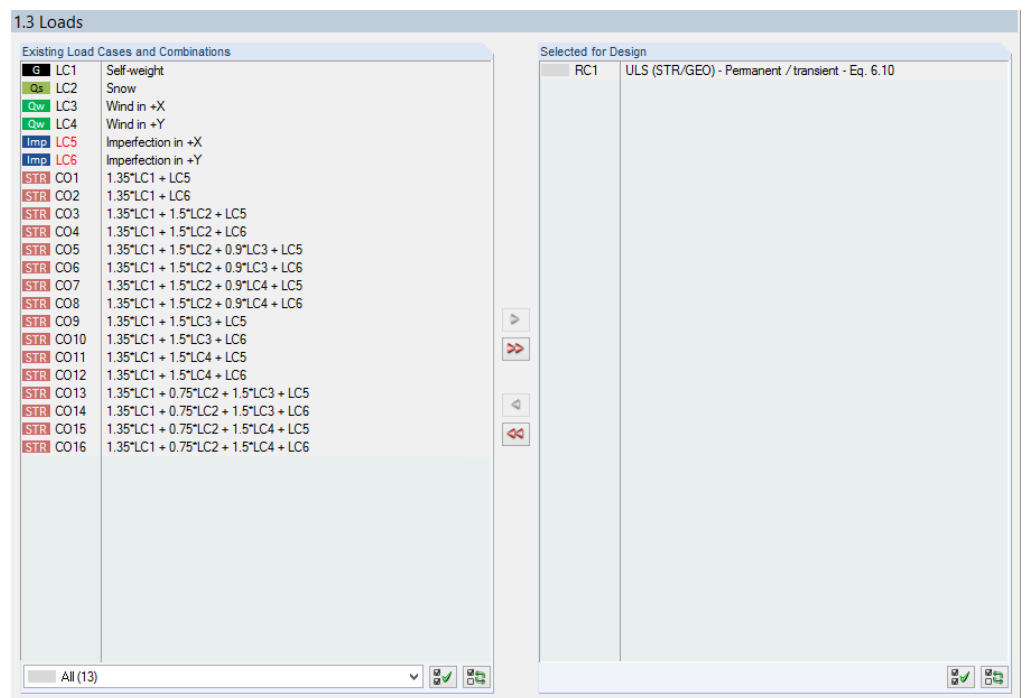 1.3 Loads
Existing Load Cases and Combinations
G LC1 Self-weight
Qs LC2 Snow
Qw LC3 Wind in +X
Qw LC4 Wind in +Y
Imp LC5 Imperfection in +X
Imp LC6 Imperfection in +Y
STR CO1 1.35*LC1 + LC5
STR CO2 1.35*LC1 + LC6
STR CO3 1.35*LC1 + 1.5*LC2 + LC5
STR CO4 1.35*LC1 + 1.5*LC2 + LC6
STR CO5 1.35*LC1 + 1.5*LC2 + 0.9*LC3 + LC5
STR CO6 1.35*LC1 + 1.5*LC2 + 0.9*LC3 + LC6
STR CO7 1.35*LC1 + 1.5*LC2 + 0.9*LC4 + LC5
STR CO8 1.35*LC1 + 1.5*LC2 + 0.9*LC4 + LC6
STR CO9 1.35*LC1 + 1.5*LC3 + LC5
STR CO10 1.35*LC1 + 1.5*LC3 + LC6
STR CO11 1.35*LC1 + 1.5*LC4 + LC5
STR CO12 1.35*LC1 + 1.5*LC4 + LC6
STR CO13 1.35*LC1 + 0.75*LC2 + 1.5*LC3 + LC5
STR CO14 1.35*LC1 + 0.75*LC2 + 1.5*LC3 + LC6
STR CO15 1.35*LC1 + 0.75*LC2 + 1.5*LC4 + LC5
STR CO16 1.35*LC1 + 0.75*LC2 + 1.5*LC4 + LC6
All (13)
Selected for Design
RC1 ULS (STR/GEO) - Permanent / transient - Eq. 6.10